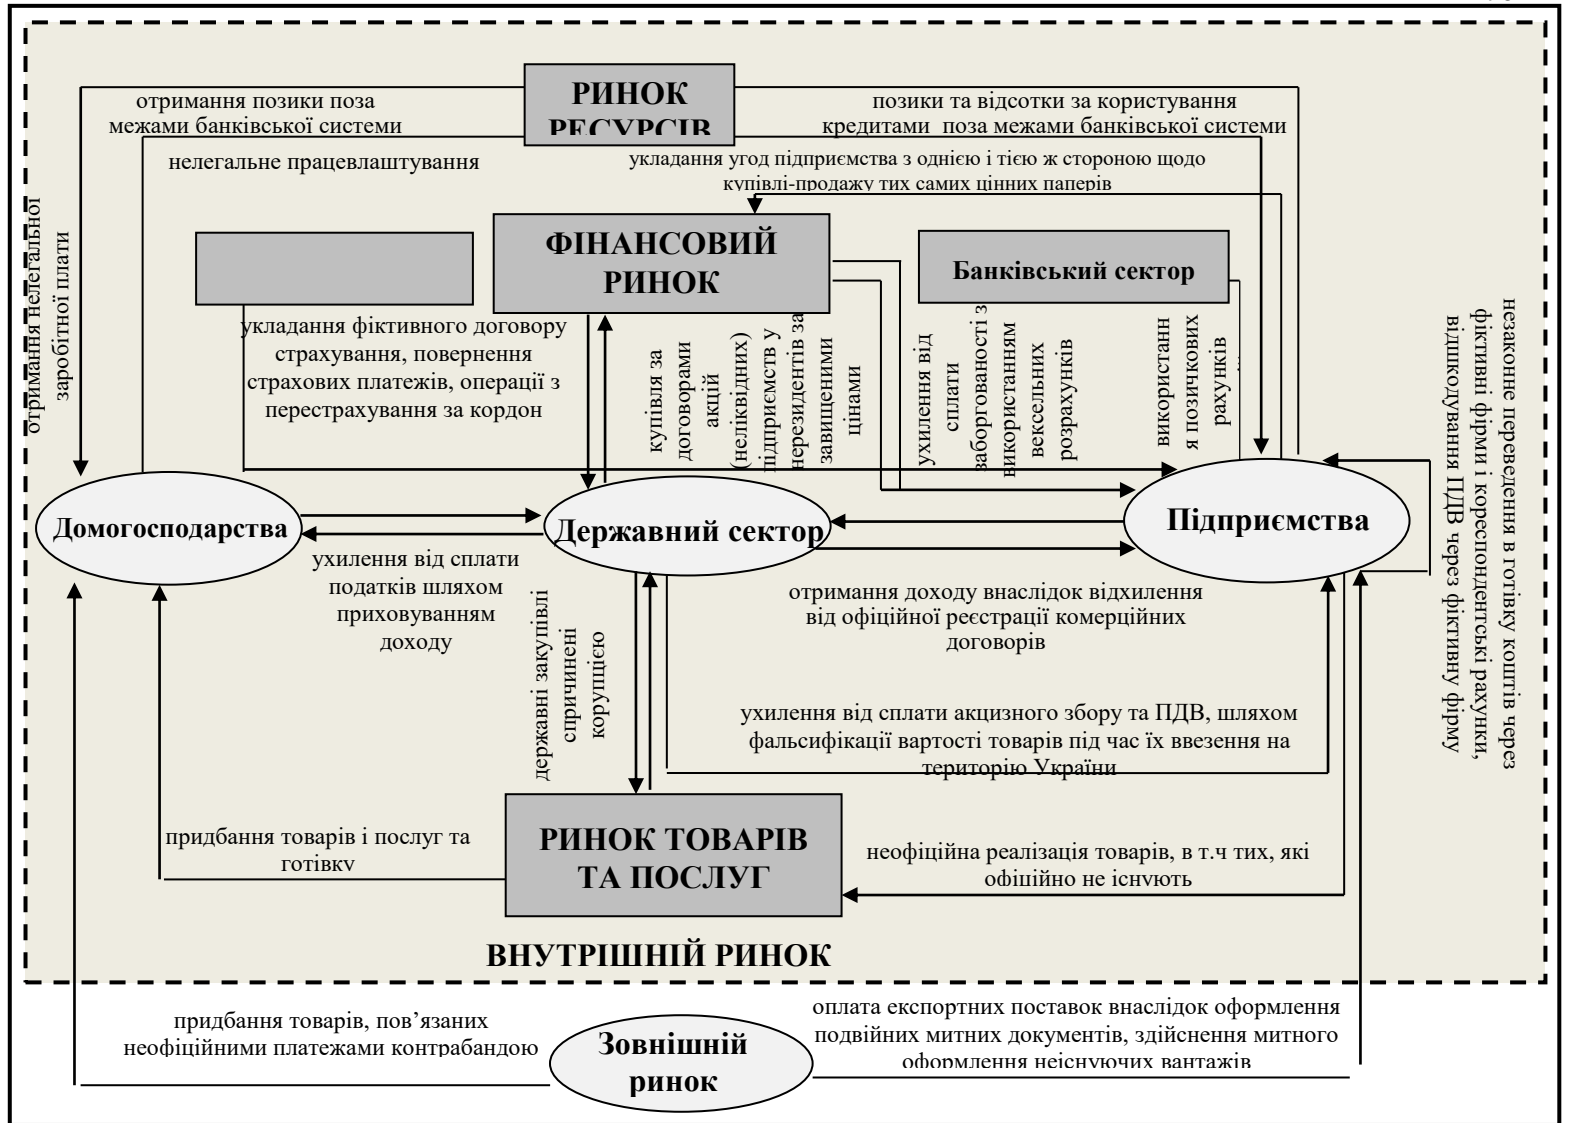 РИНОК
РЕСУРСІВ
отримання позики поза
межами банківської системи
позики та відсотки за користування
кредитами поза межами банківської системи
нелегальне працевлаштування
укладання угод підприємства з однією і тією ж стороною щодо
купівлі-продажу тих самих цінних паперів
отримання нелегальної
заробітної плати
ФІНАНСОВИЙ
РИНОК
Банківський сектор
укладання фіктивного договору
страхування, повернення
страхових платежів, операції з
перестрахування за кордон
купівля за
договорами
акцій
(неліквідних)
підприємств у
нерезидентів за
завищеними
цінами
ухилення від
сплати
заборгованості з
використанням
вексельних
розрахунків
використанн
я позичкових
рахунків
незаконне переведення в готівку коштів через
фіктивні фірми і кореспондентські рахунки,
відшкодування ПДВ через фіктивну фірму
Домогосподарства
Державний сектор
Підприємства
ухилення від сплати
податків шляхом
приховуванням
доходу
державні закупівлі
спричинені
корупцією
отримання доходу внаслідок відхилення
від офіційної реєстрації комерційних
договорів
ухилення від сплати акцизного збору та ПДВ, шляхом
фальсифікації вартості товарів під час їх ввезення на
територію України
придбання товарів і послуг та
готівку
РИНОК ТОВАРІВ
ТА ПОСЛУГ
неофіційна реалізація товарів, в т.ч тих, які
офіційно не існують
ВНУТРІШНІЙ РИНОК
придбання товарів, пов’язаних
неофіційними платежами контрабандою
Зовнішній
ринок
оплата експортних поставок внаслідок оформлення
подвійних митних документів, здійснення митного
оформлення неіснуючих вантажів